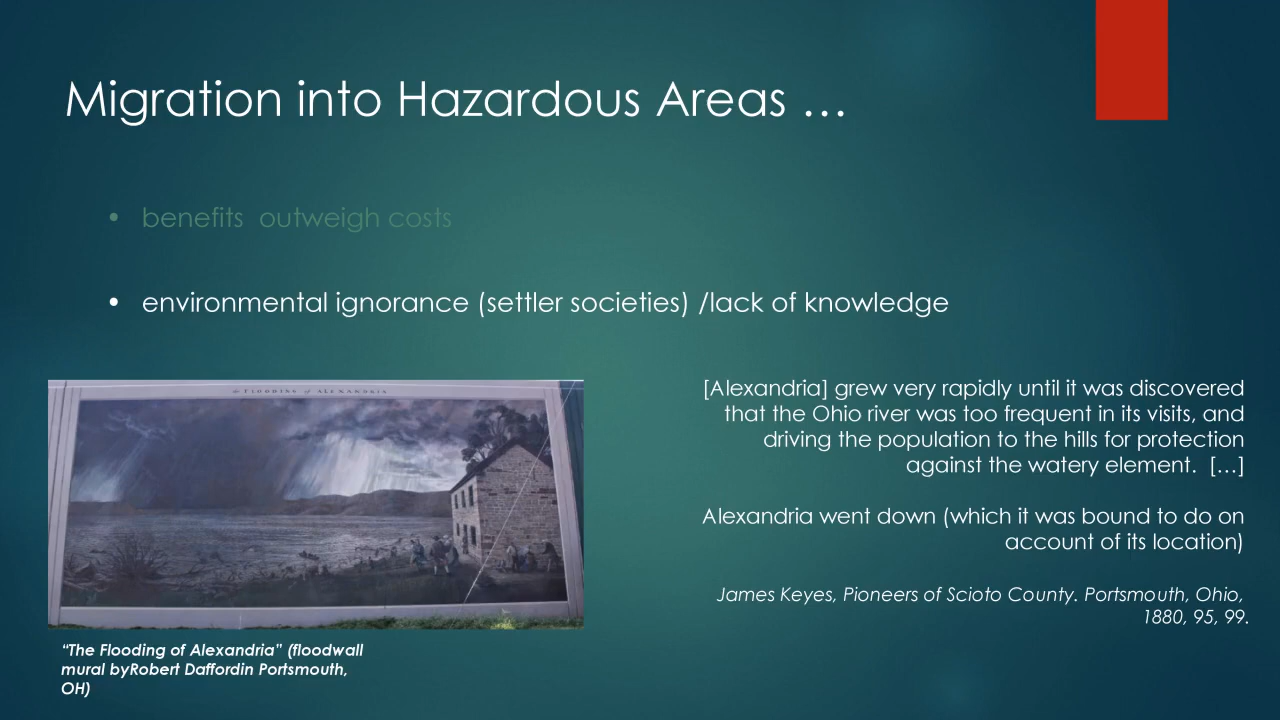 Migration into Hazardous Areas …
• benefits  outweigh costs
• environmental ignorance (settler societies) /lack of knowledge
The FLOODING of ALEXANDRIA
[Alexandria] grew very rapidly until it was discovered
that the Ohio river was too frequent in its visits, and
driving the population to the hills for protection
against the watery element.  […]
Alexandria went down (which it was bound to do on
account of its location)
James Keyes, Pioneers of Scioto County. Portsmouth, Ohio,
1880, 95, 99.
“The Flooding of Alexandria” (floodwall
mural byRobert Daffordin Portsmouth,
OH)